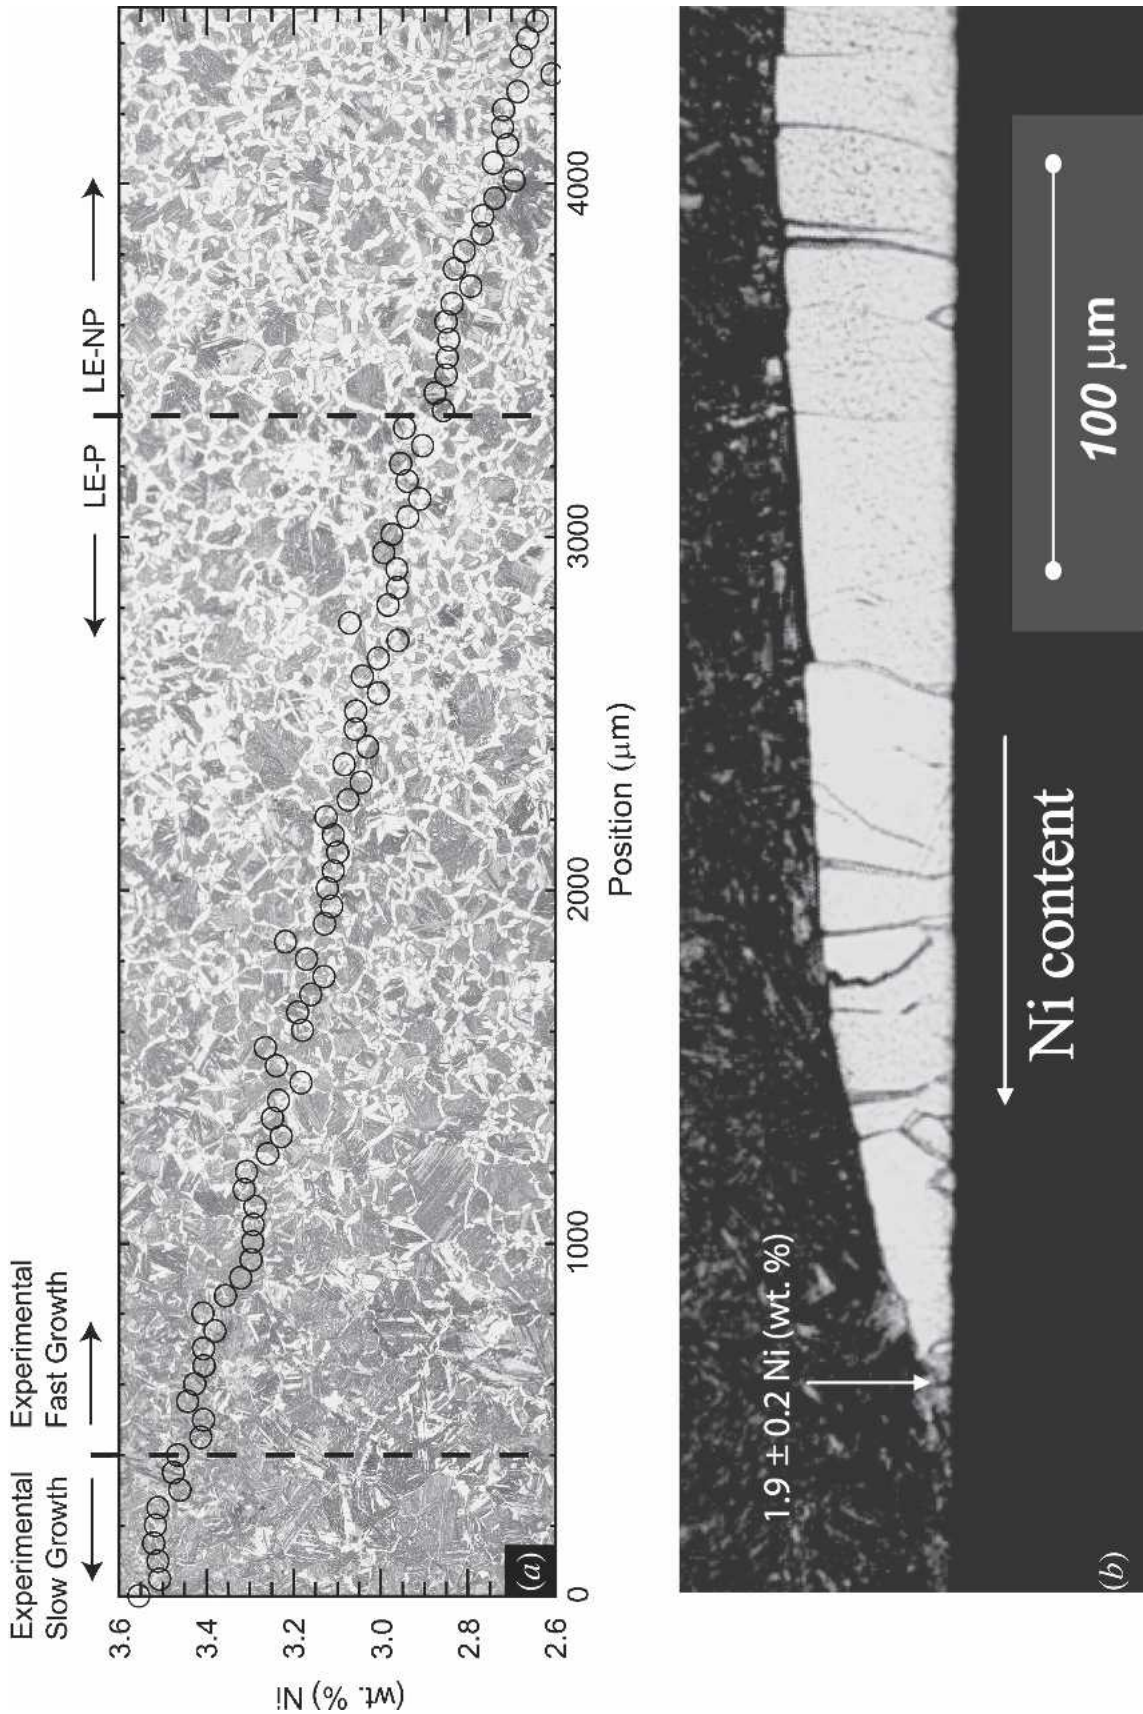 Experimental
Slow Growth
Experimental
Fast Growth
LE-P
LE-NP
(wt. %) Ni
3.6
3.4
3.2
3.0
2.8
2.6
(a)
0
1000
2000
3000
4000
Position (μm)
1.9 ± 0.2 Ni (wt. %)
Ni content
100 μm
(b)